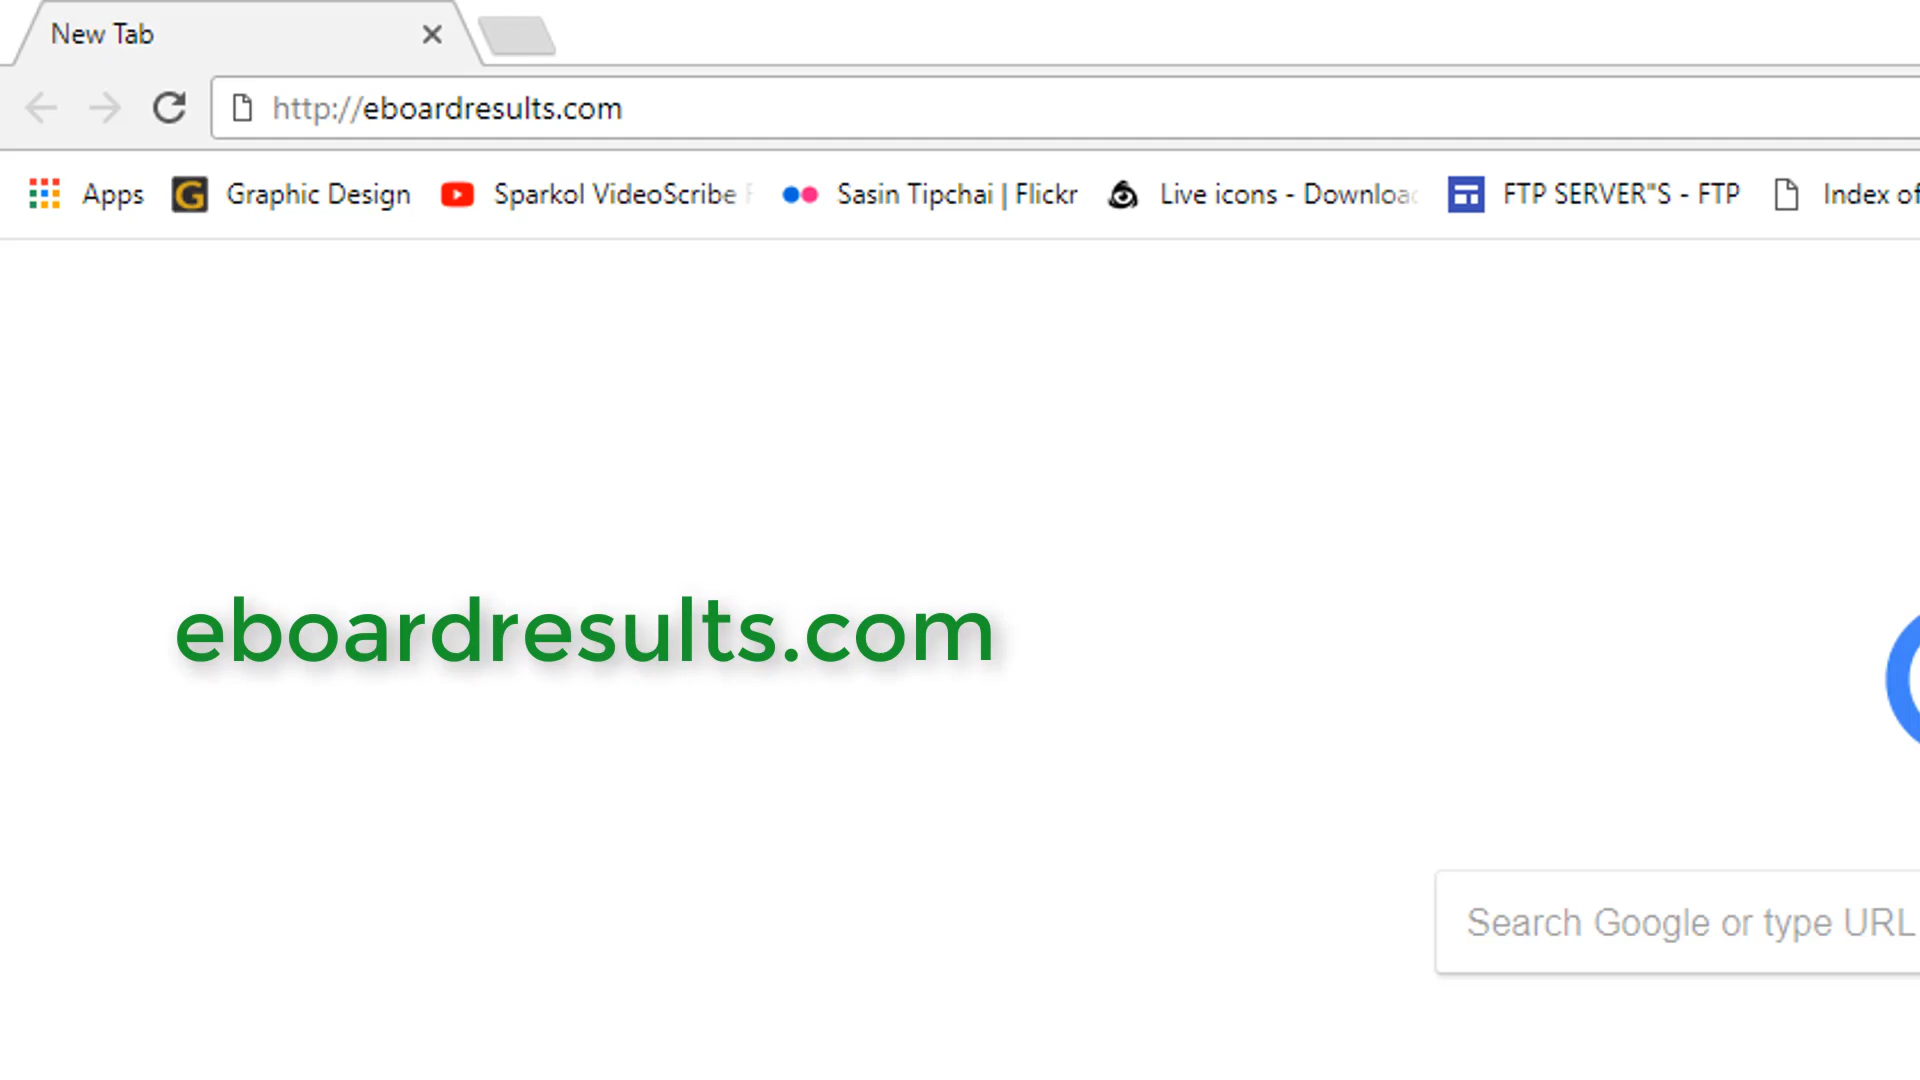 New Tab
http://eboardresults.com
Apps Graphic Design Sparkol VideoScribe Sasin Tipchai | Flickr Live icons - Downloac FTP SERVER"S - FTP Index of
eboardresults.com
Search Google or type URL